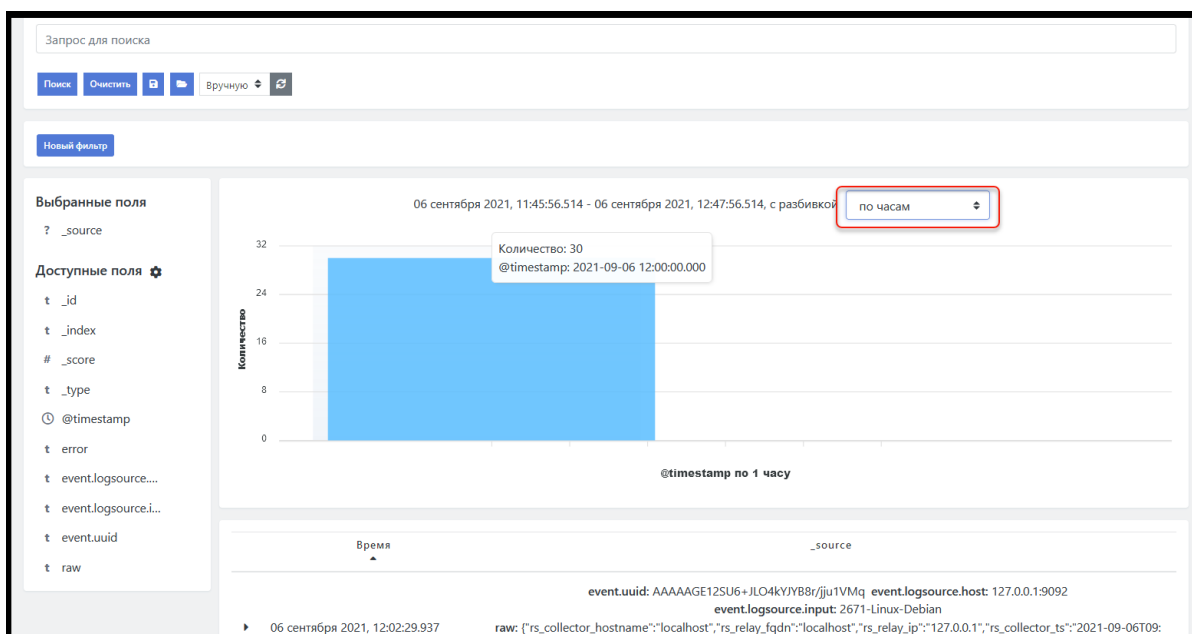 Запрос для поиска
Поиск Очистить Вручную
Новый фильтр
Выбранные поля
? _source
Доступные поля
t _id
t _index
# _score
t _type
@timestamp
t error
t event.logsource....
t event.logsource.i...
t event.uuid
t raw
06 сентября 2021, 11:45:56.514 - 06 сентября 2021, 12:47:56.514, с разбивкой по часам
Количество: 30
@timestamp: 2021-09-06 12:00:00.000
32
24
16
8
0
Количество
@timestamp по 1 часу
Время _source
event.uuid: AAAAAGE12SU6+JLO4kYJYB8r/jju1VMq event.logsource.host: 127.0.0.1:9092
event.logsource.input: 2671-Linux-Debian
06 сентября 2021, 12:02:29.937 raw: {"rs_collector_hostname":"localhost","rs_relay_fqdn":"localhost","rs_relay_ip":"127.0.0.1","rs_collector_ts":"2021-09-06T09: